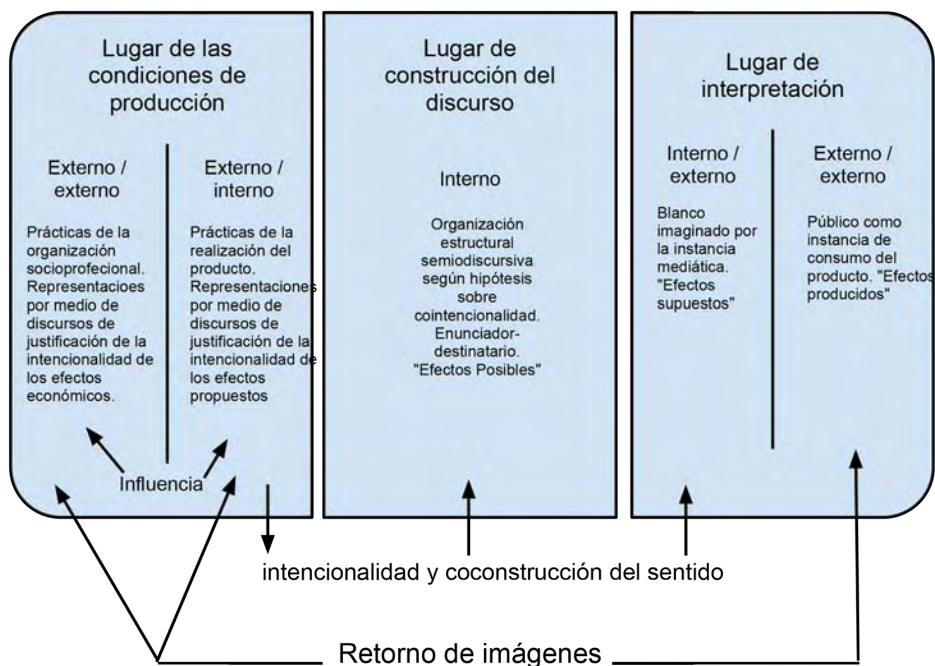 Lugar de las
condiciones de
producción
Externo /
externo
Prácticas de la
organización
socioprofecional.
Representacioes
por medio de
discursos de
justificación de la
intencionalidad de
los efectos
económicos.
Externo /
interno
Prácticas de la
realización del
producto.
Representaciones
por medio de
discursos de
justificación de la
intencionalidad de
los efectos
propuestos
Influencia
Lugar de
construcción del
discurso
Interno
Organización
estructural
semiodiscursiva
según hipótesis
sobre
cointencionalidad.
Enunciador-
destinatario.
"Efectos Posibles"
Lugar de
interpretación
Interno /
externo
Blanco
imaginado por
la instancia
mediática.
"Efectos
supuestos"
Externo /
externo
Público como
instancia de
consumo del
producto. "Efectos
producidos"
intencionalidad y coconstrucción del sentido
Retorno de imágenes